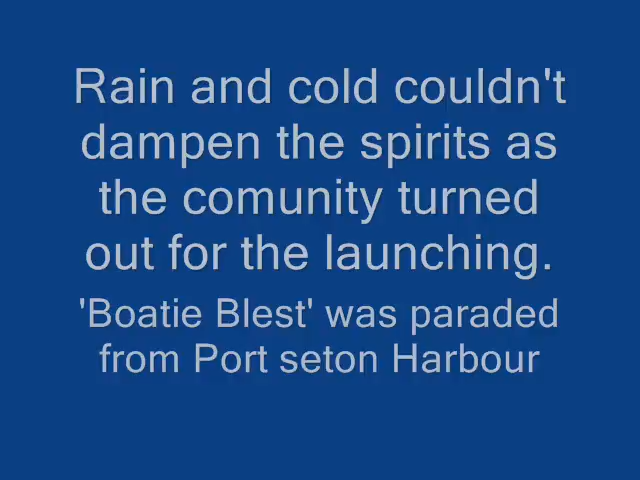 Rain and cold couldn't
dampen the spirits as
the comunity turned
out for the launching.
'Boatie Blest' was paraded
from Port seton Harbour